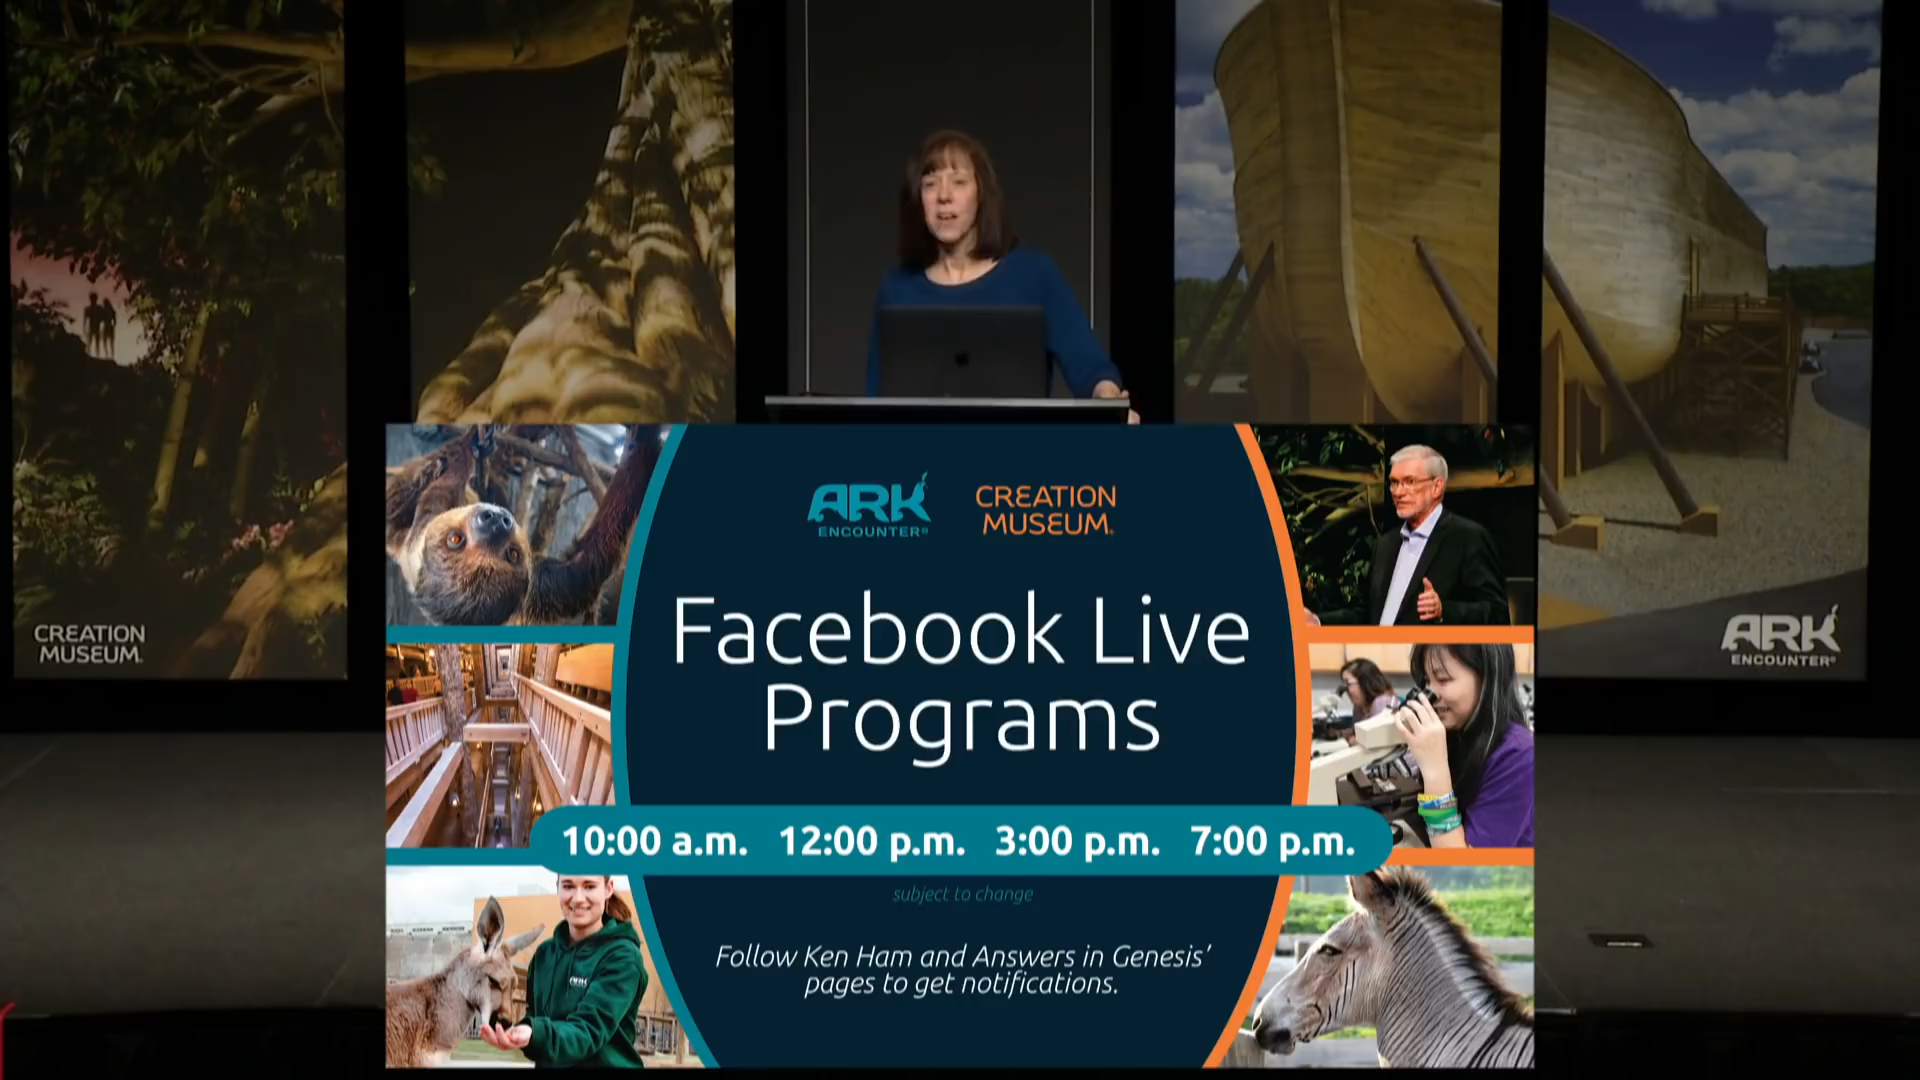 CREATION
MUSEUM.
ARK
ENCOUNTER®
ARK
ENCOUNTER®
CREATION
MUSEUM.
Facebook Live
Programs
10:00 a.m. 12:00 p.m. 3:00 p.m. 7:00 p.m.
subject to change
Follow Ken Ham and Answers in Genesis'
pages to get notifications.
ARK